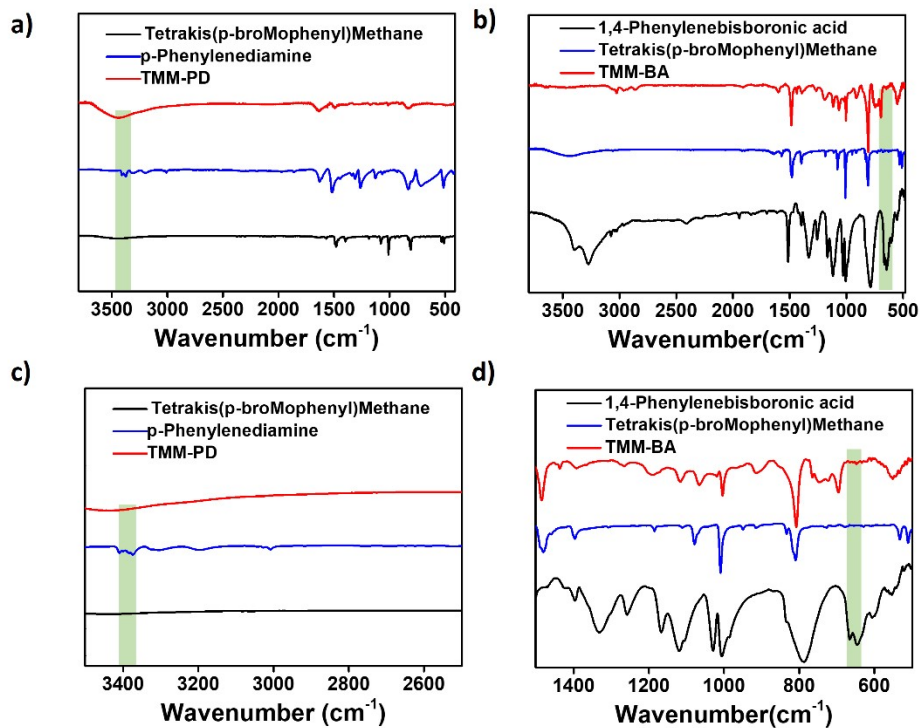 a)
Tetrakis(p-broMophenyl)Methane
p-Phenylenediamine
TMM-PD
3500 3000 2500 2000 1500 1000 500
Wavenumber (cm-1)
b)
1,4-Phenylenebisboronic acid
Tetrakis(p-broMophenyl)Methane
TMM-BA
3500 3000 2500 2000 1500 1000 500
Wavenumber(cm-1)
c)
Tetrakis(p-broMophenyl)Methane
p-Phenylenediamine
TMM-PD
3400 3200 3000 2800 2600
Wavenumber (cm-1)
d)
1,4-Phenylenebisboronic acid
Tetrakis(p-broMophenyl)Methane
TMM-BA
1400 1200 1000 800 600
Wavenumber (cm-1)